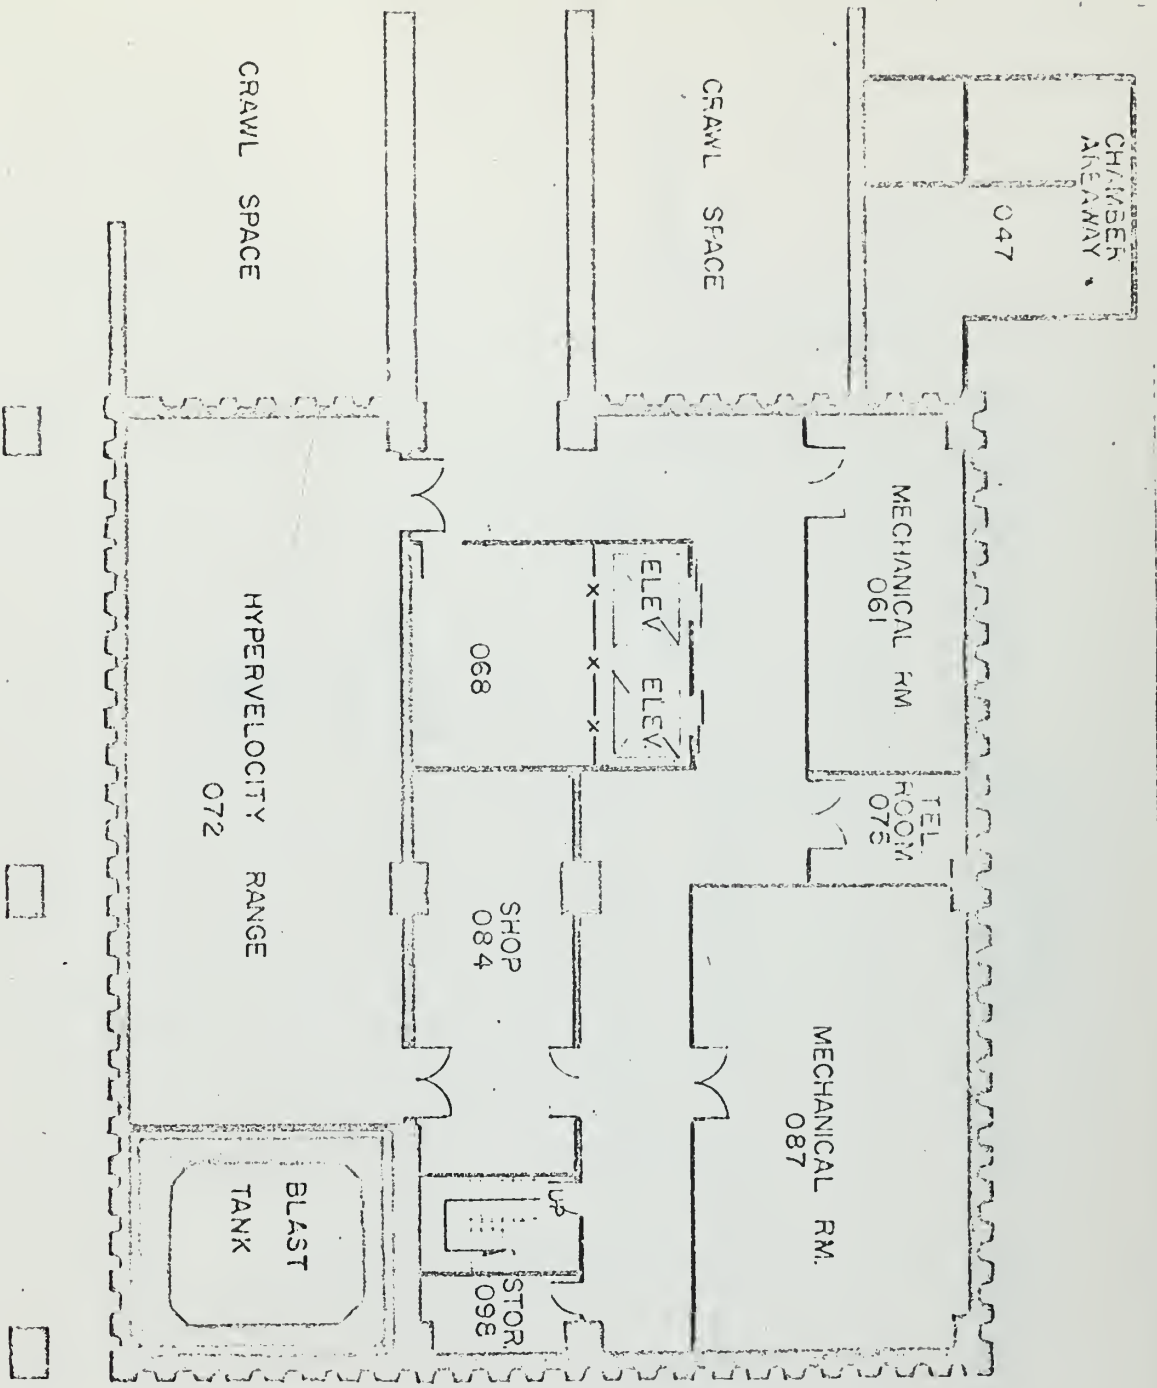 CHAMBER
AREAWAY
047
MECHANICAL RM.
061
TEL.
ROOM
075
MECHANICAL RM.
087
CRAWL SPACE
ELEV. ELEV.
068
SHOP
084
UP
STOR.
098
CRAWL SPACE
HYPERVELOCITY RANGE
072
BLAST
TANK